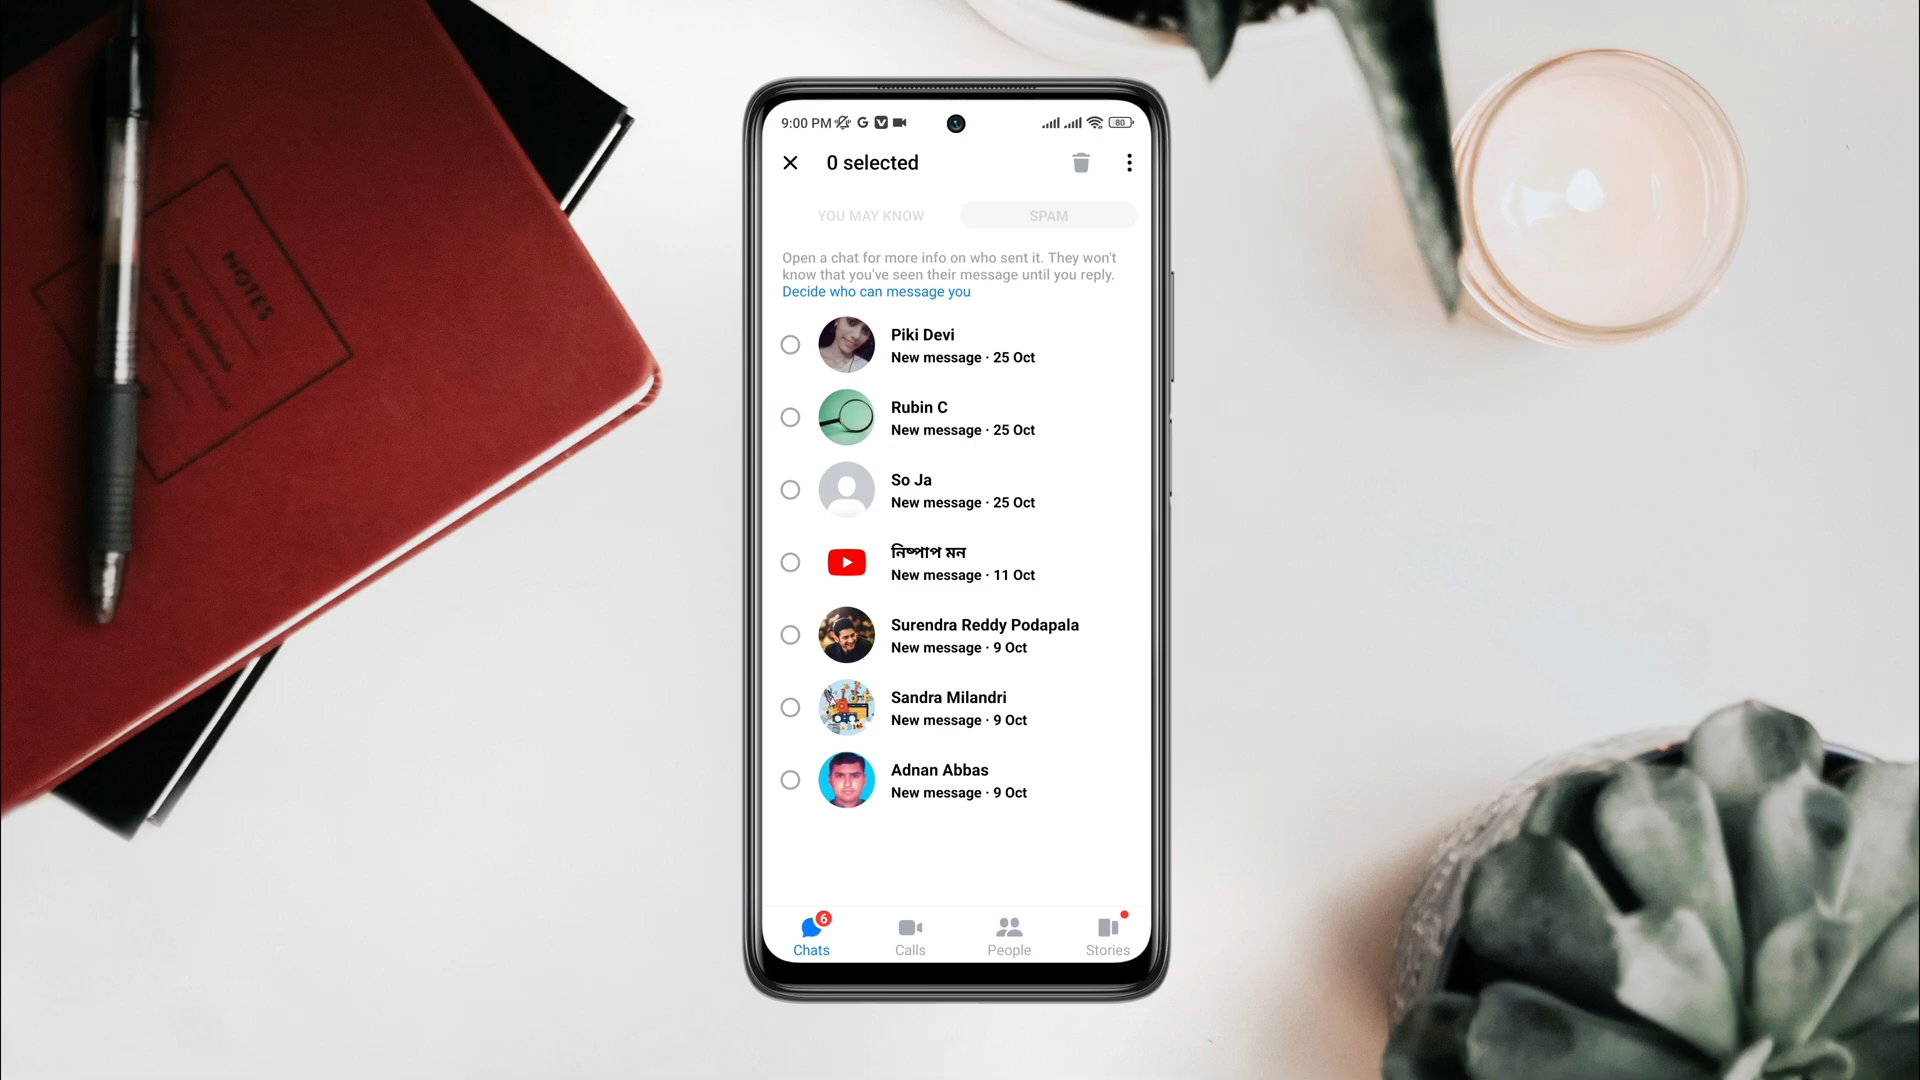 NOTES
9:00 PM
80
0 selected
YOU MAY KNOW
SPAM
Open a chat for more info on who sent it. They won't
know that you've seen their message until you reply.
Decide who can message you
Piki Devi
New message · 25 Oct
Rubin C
New message · 25 Oct
So Ja
New message · 25 Oct
নিষ্পাপ মন
New message · 11 Oct
Surendra Reddy Podapala
New message · 9 Oct
Sandra Milandri
New message · 9 Oct
Adnan Abbas
New message · 9 Oct
6
Chats
Calls
People
Stories